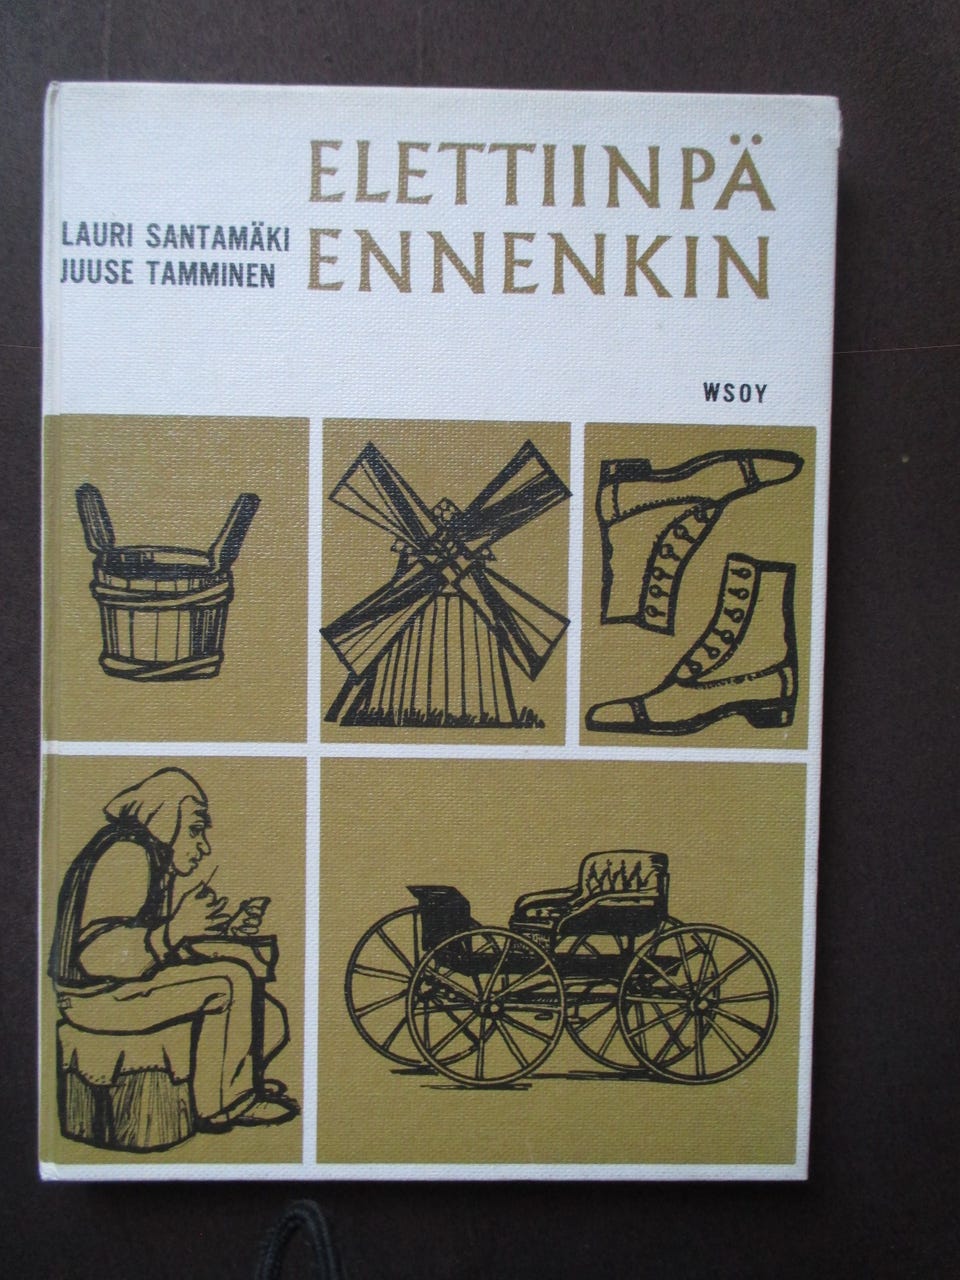 ELETTIINPÄ
ENNENKIN
LAURI SANTAMÄKI
JUUSE TAMMINEN
WSOY